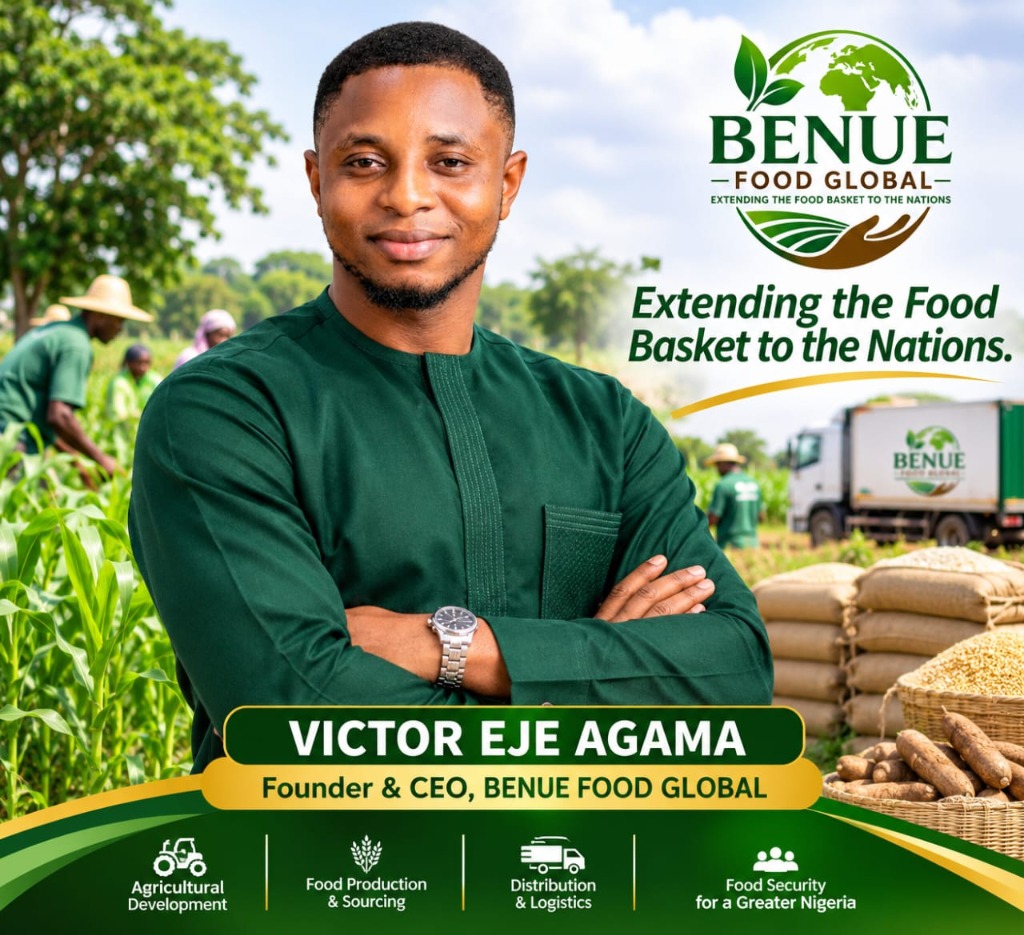 BENUE
FOOD GLOBAL
EXTENDING THE FOOD BASKET TO THE NATIONS
Extending the Food
Basket to the Nations.
BENUE
FOOD GLOBAL
VICTOR EJE AGAMA
Founder & CEO, BENUE FOOD GLOBAL
Agricultural
Development
Food Production
& Sourcing
Distribution
& Logistics
Food Security
for a Greater Nigeria